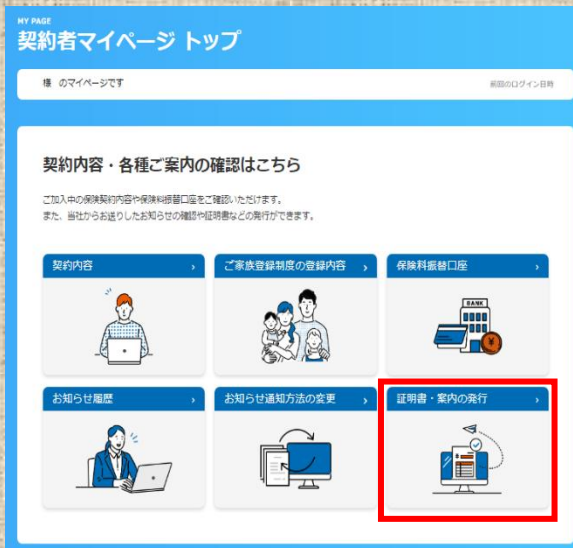 MY PAGE
契約者マイページ トップ
様 のマイページです
前回のログイン日時
契約内容・各種ご案内の確認はこちら
ご加入中の保険契約内容や保険料振替口座をご確認いただけます。
また、当社からお送りしたお知らせの確認や証明書などの発行ができます。
契約内容 ›
ご家族登録制度の登録内容 ›
保険料振替口座 ›
BANK
¥
お知らせ履歴 ›
お知らせ通知方法の変更 ›
証明書・案内の発行 ›